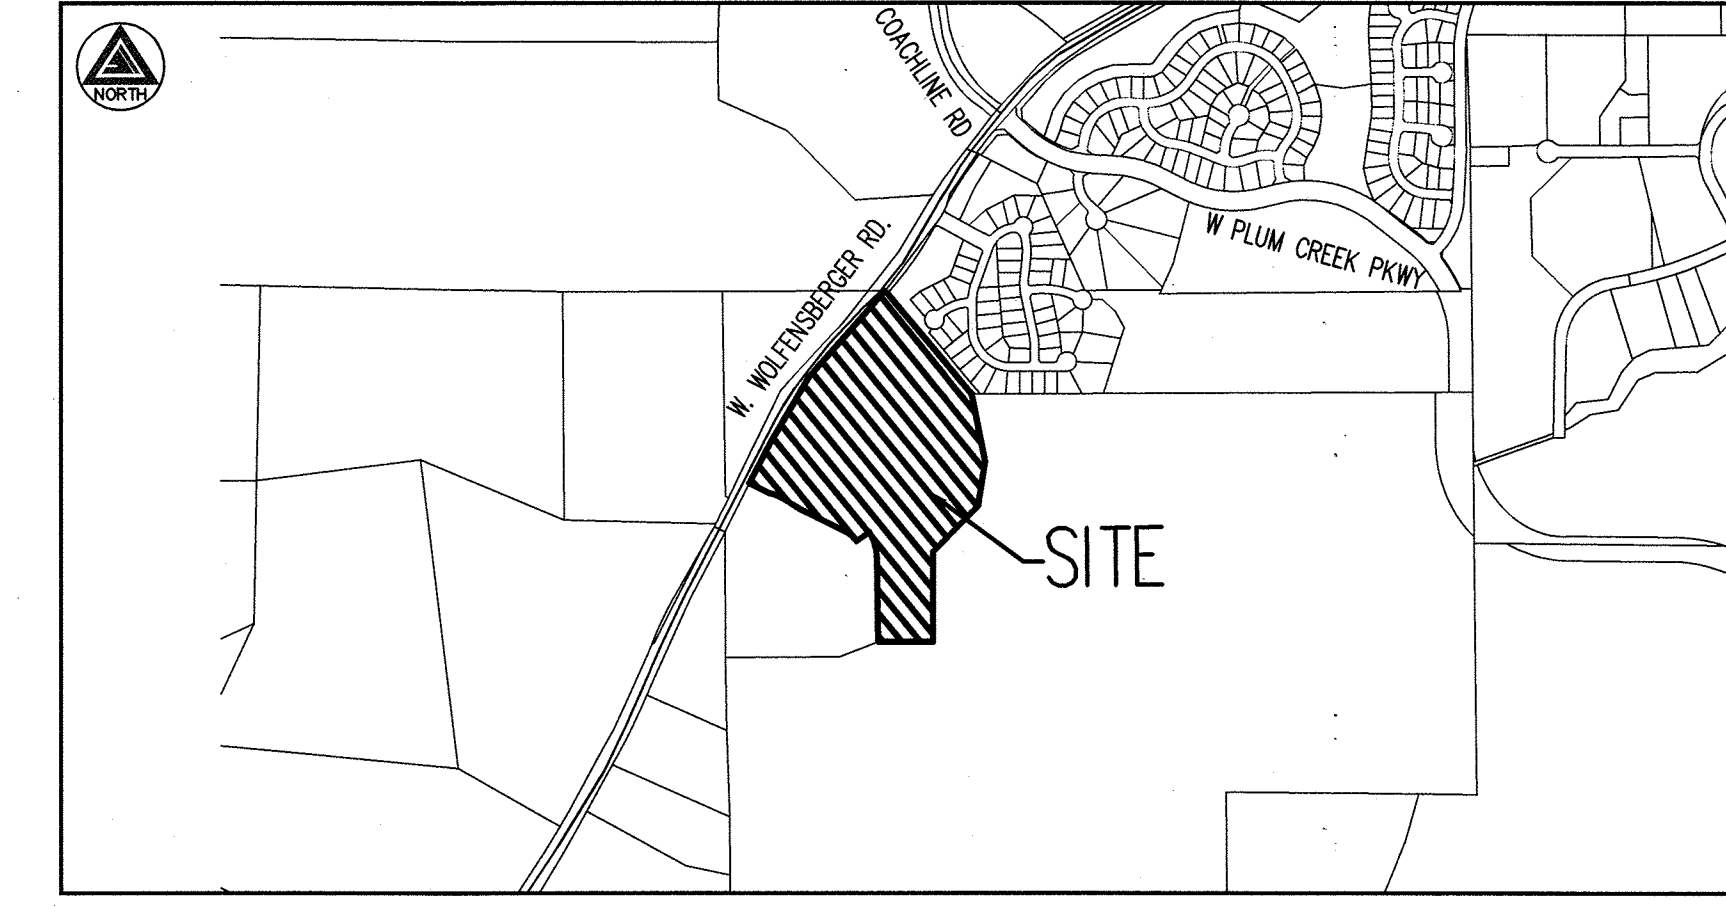 NORTH
COACHLINE RD
W. WOLFENSBERGER RD.
W PLUM CREEK PKWY
SITE